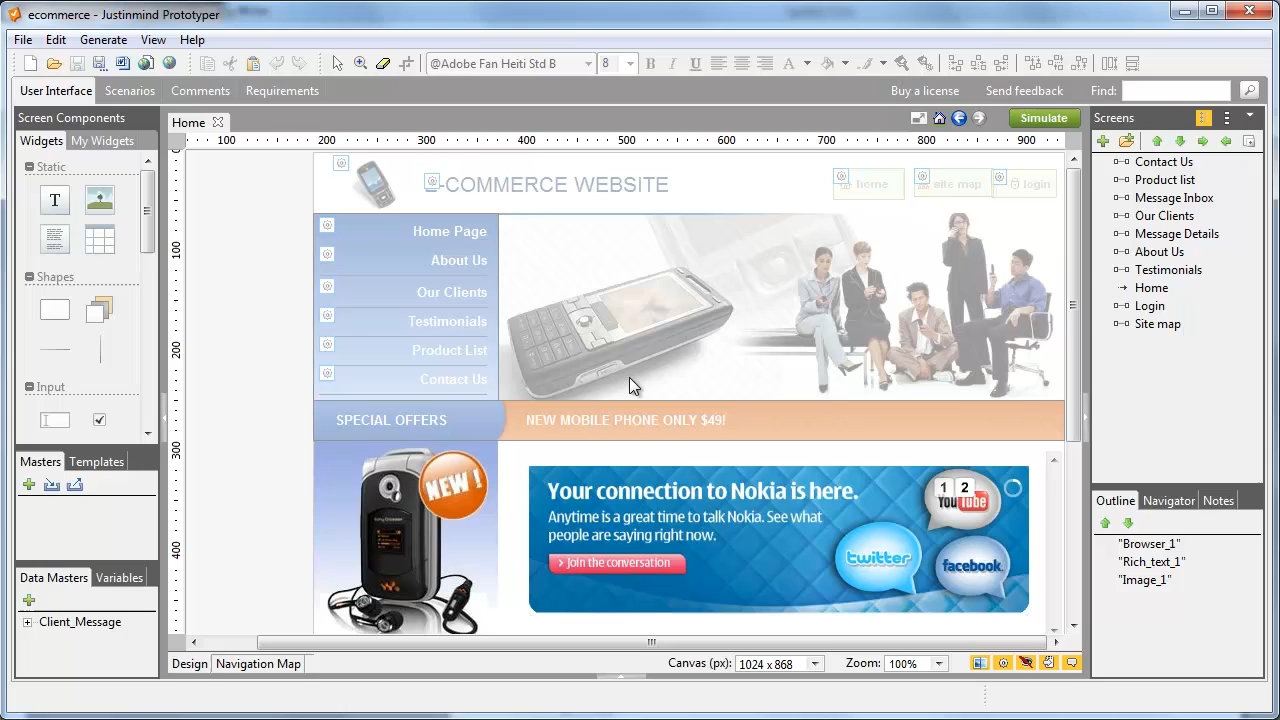 ecommerce - Justinmind Prototyper
File Edit Generate View Help
@Adobe Fan Heiti Std B 8 B I U A
User Interface Scenarios Comments Requirements Buy a license Send feedback Find:
Screen Components
Widgets My Widgets
Static
T
Shapes
Input
Masters Templates
Data Masters Variables
Client_Message
Home Simulate
200 300 400 500 600 700 800 900
100
200
300
400
-COMMERCE WEBSITE
home site map login
Home Page
About Us
Our Clients
Testimonials
Product List
Contact Us
SPECIAL OFFERS NEW MOBILE PHONE ONLY $49!
NEW !
Your connection to Nokia is here.
Anytime is a great time to talk Nokia. See what
people are saying right now.
> Join the conversation
1 2
YouTube
twitter
facebook
Design Navigation Map Canvas (px): 1024 x 868 Zoom: 100%
Screens
Contact Us
Product list
Message Inbox
Our Clients
Message Details
About Us
Testimonials
Home
Login
Site map
Outline Navigator Notes
"Browser_1"
"Rich_text_1"
"Image_1"